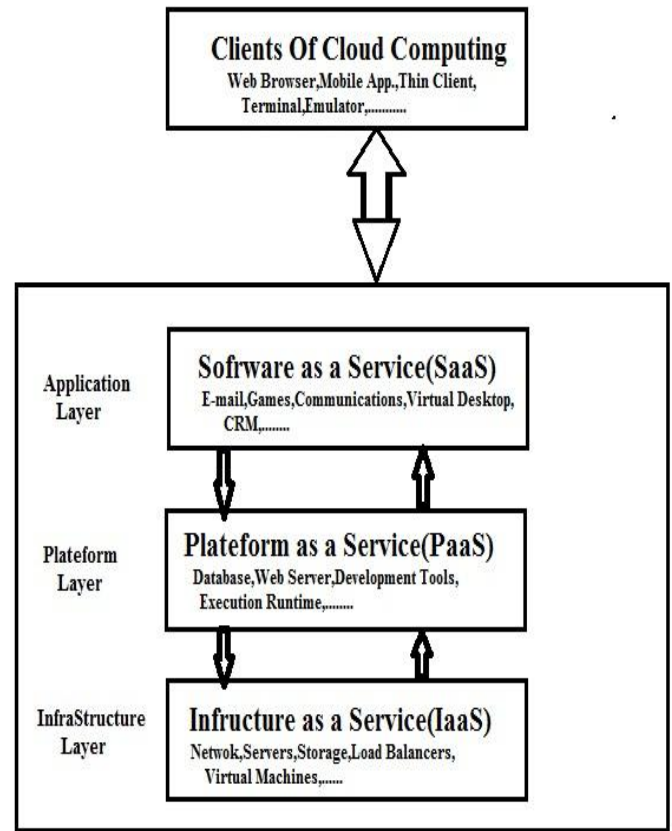 Clients Of Cloud Computing
Web Browser,Mobile App.,Thin Client,
Terminal,Emulator,...........
Application
Layer
Sofrware as a Service(SaaS)
E-mail,Games,Communications,Virtual Desktop,
CRM,........
Plateform
Layer
Plateform as a Service(PaaS)
Database,Web Server,Development Tools,
Execution Runtime,........
InfraStructure
Layer
Infructure as a Service(IaaS)
Netwok,Servers,Storage,Load Balancers,
Virtual Machines,......